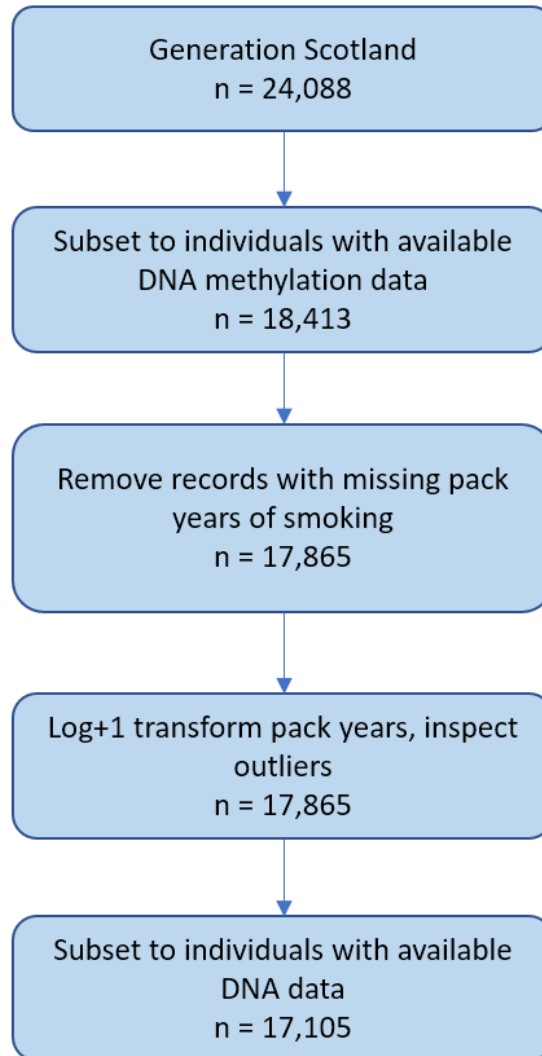 Generation Scotland
n = 24,088
Subset to individuals with available
DNA methylation data
n = 18,413
Remove records with missing pack
years of smoking
n = 17,865
Log+1 transform pack years, inspect
outliers
n = 17,865
Subset to individuals with available
DNA data
n = 17,105